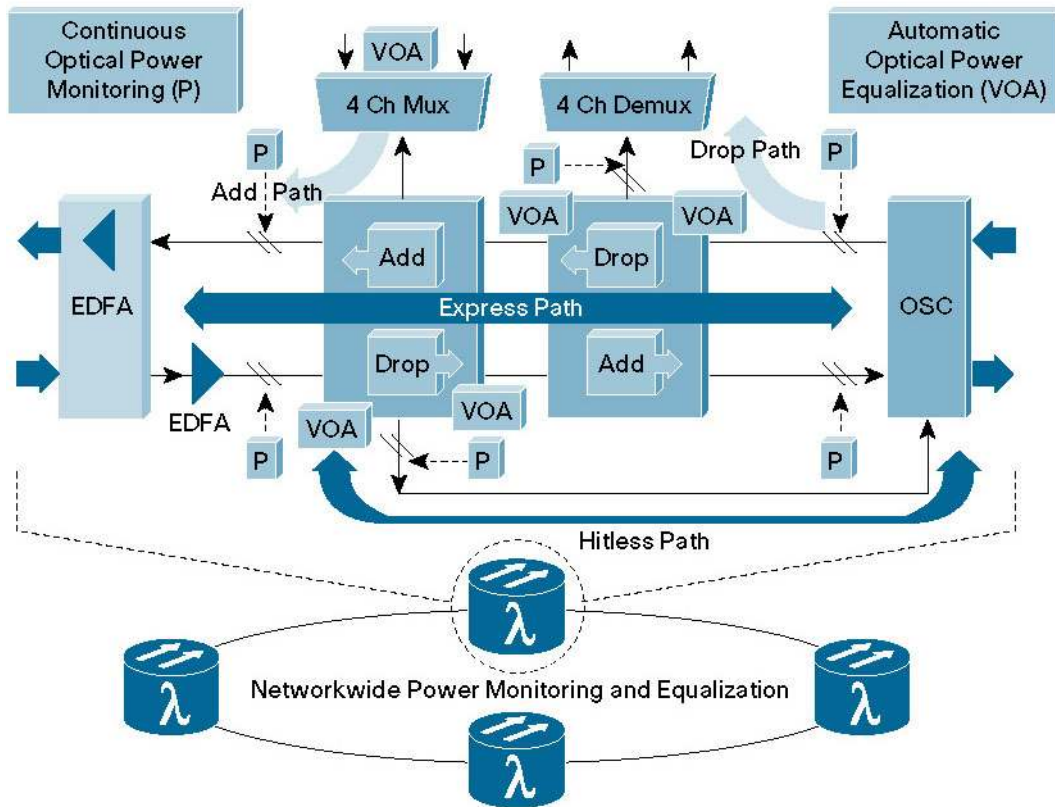 Continuous
Optical Power
Monitoring (P)
VOA
4 Ch Mux
4 Ch Demux
Automatic
Optical Power
Equalization (VOA)
P
Add Path
P
Drop Path
P
VOA
VOA
Add
Drop
EDFA
Express Path
OSC
Drop
Add
EDFA
VOA
VOA
P
P
P
Hitless Path
λ
λ
Networkwide Power Monitoring and Equalization
λ
λ